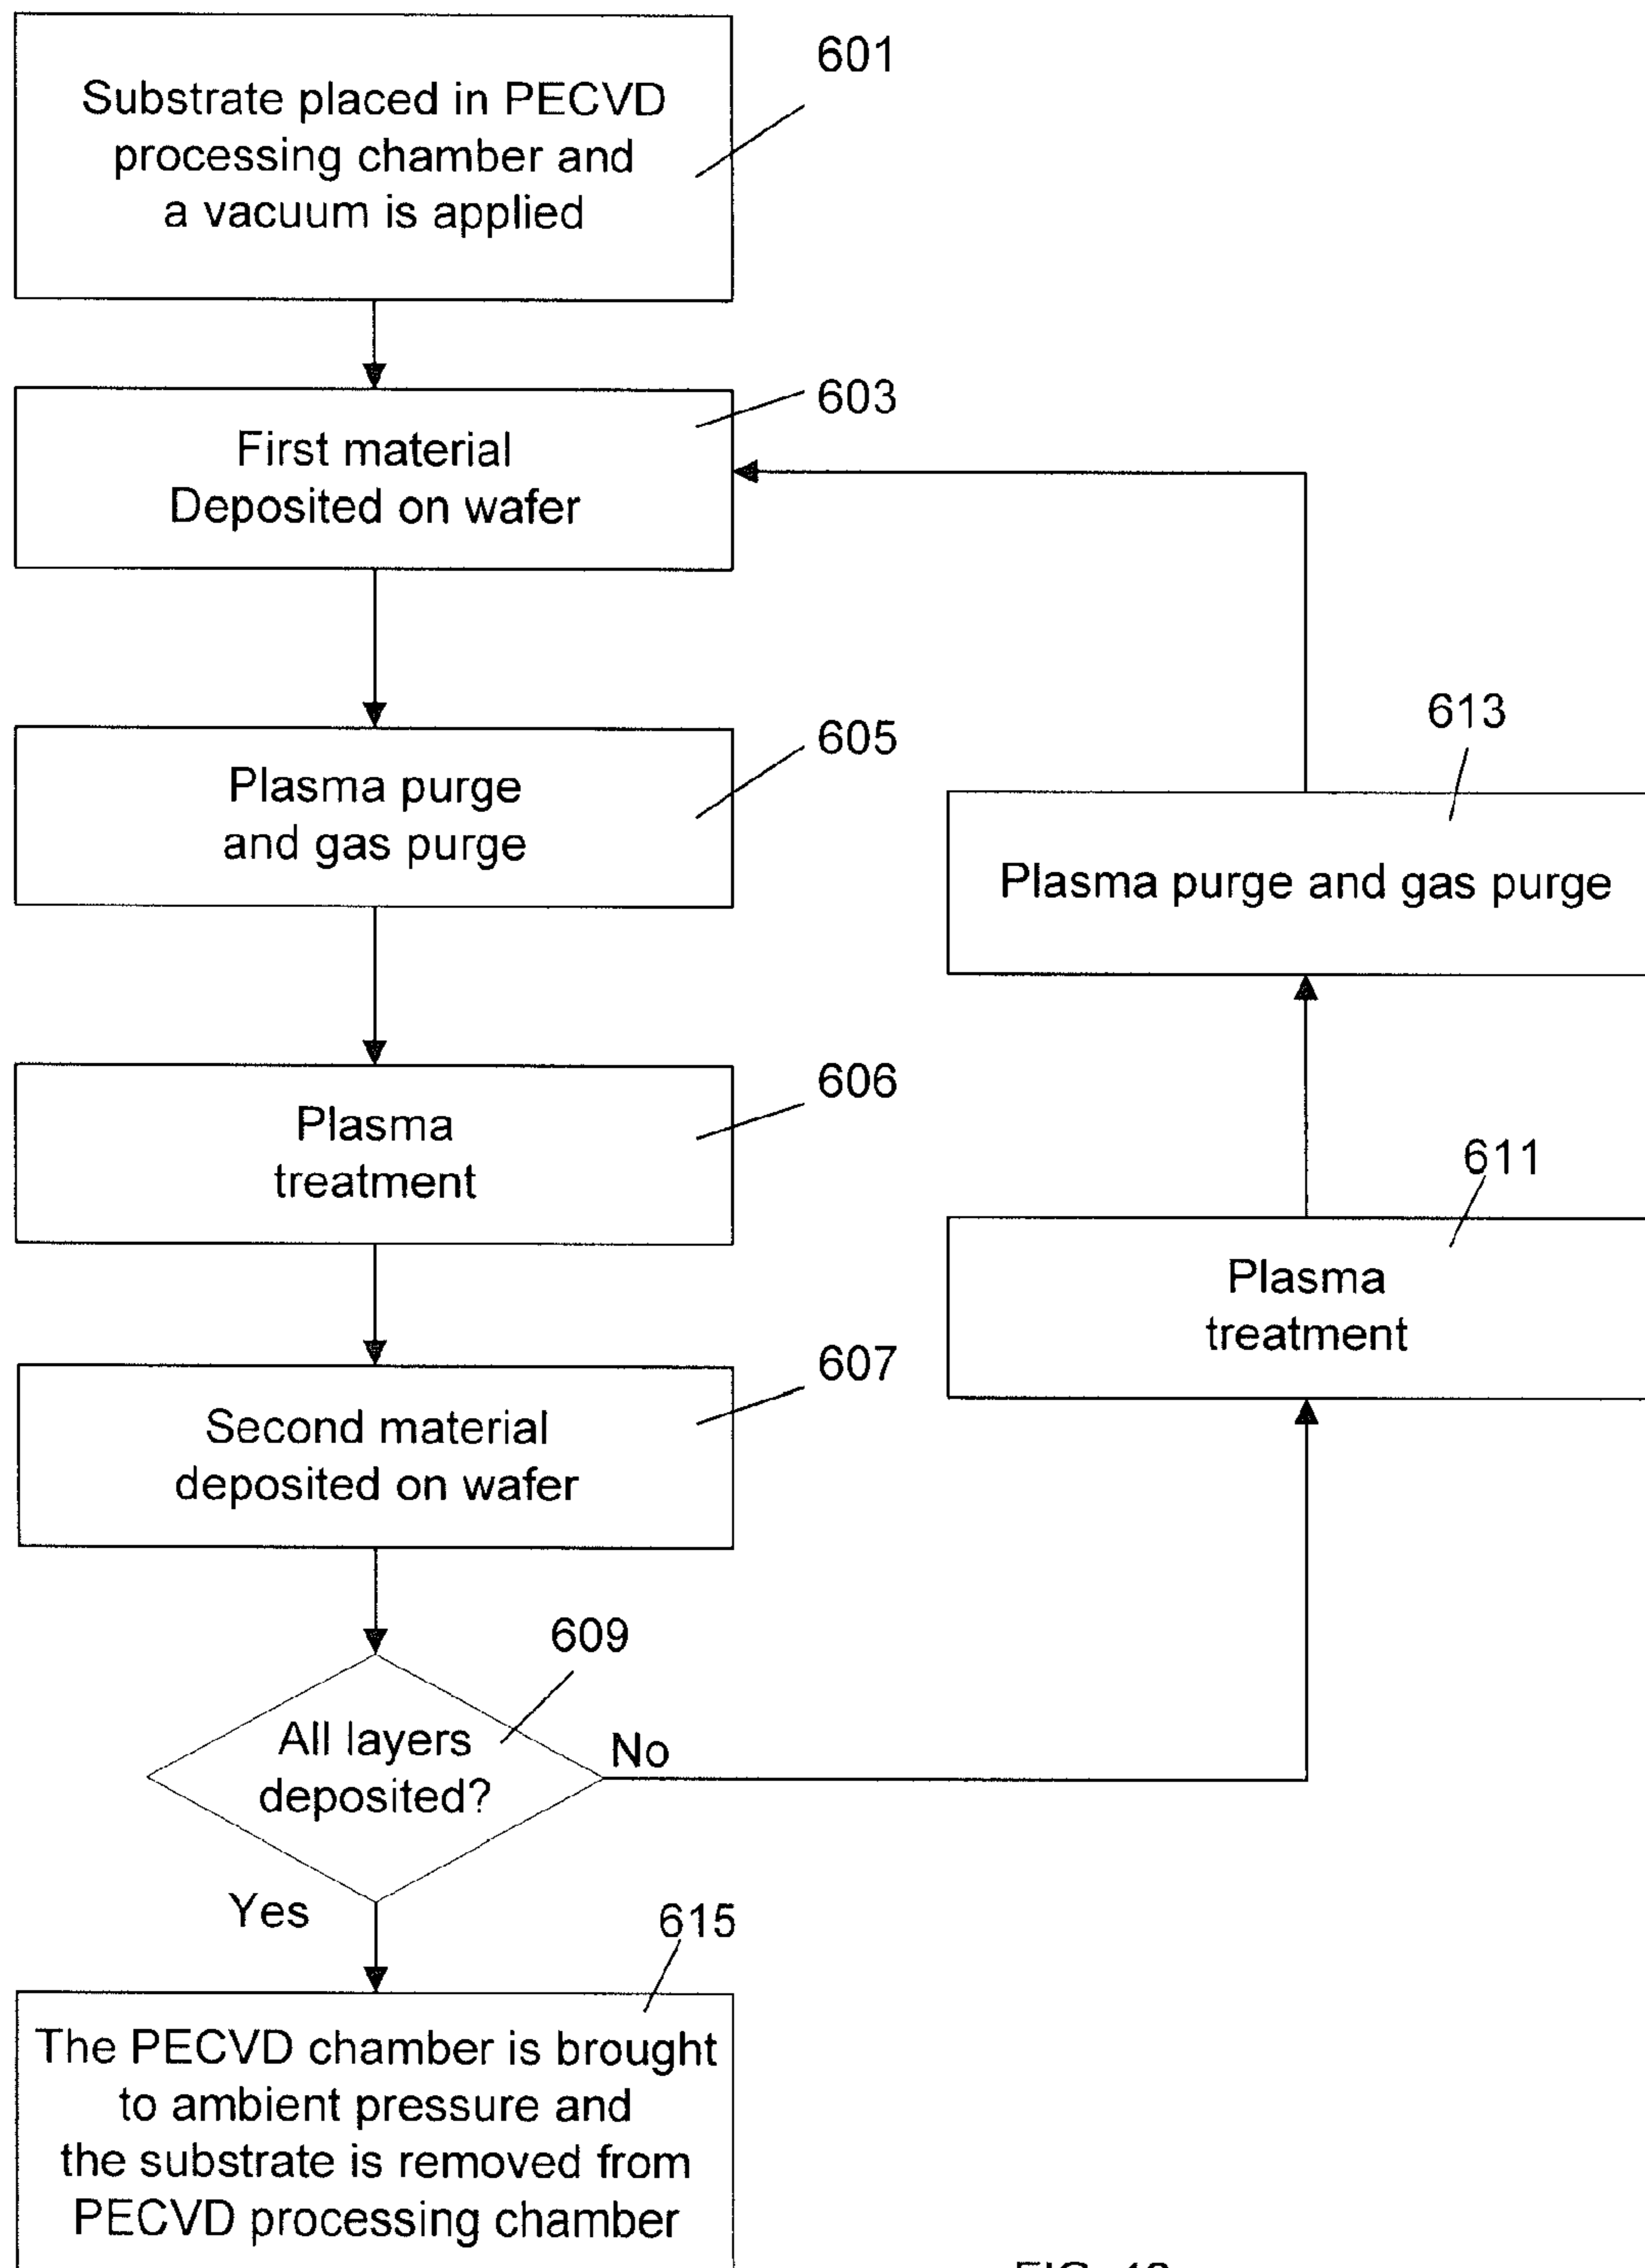 601
Substrate placed in PECVD
processing chamber and
a vacuum is applied
603
First material
Deposited on wafer
605
Plasma purge
and gas purge
613
Plasma purge and gas purge
606
Plasma
treatment
611
Plasma
treatment
607
Second material
deposited on wafer
609
All layers
deposited?
No
Yes
615
The PECVD chamber is brought
to ambient pressure and
the substrate is removed from
PECVD processing chamber